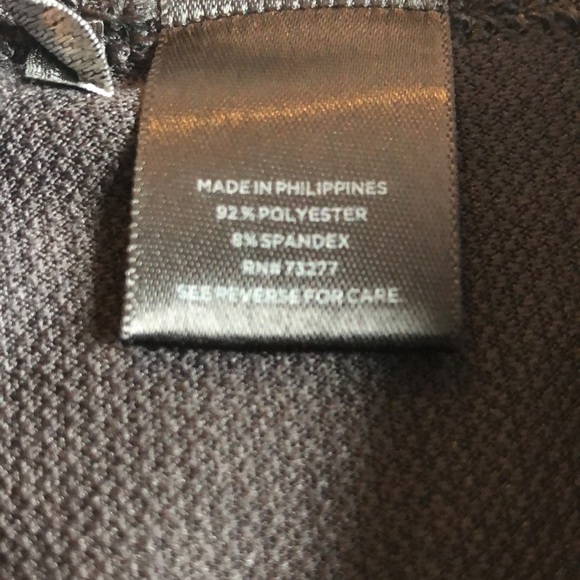 MADE IN PHILIPPINES
92% POLYESTER
8% SPANDEX
RN# 73277
SEE REVERSE FOR CARE.